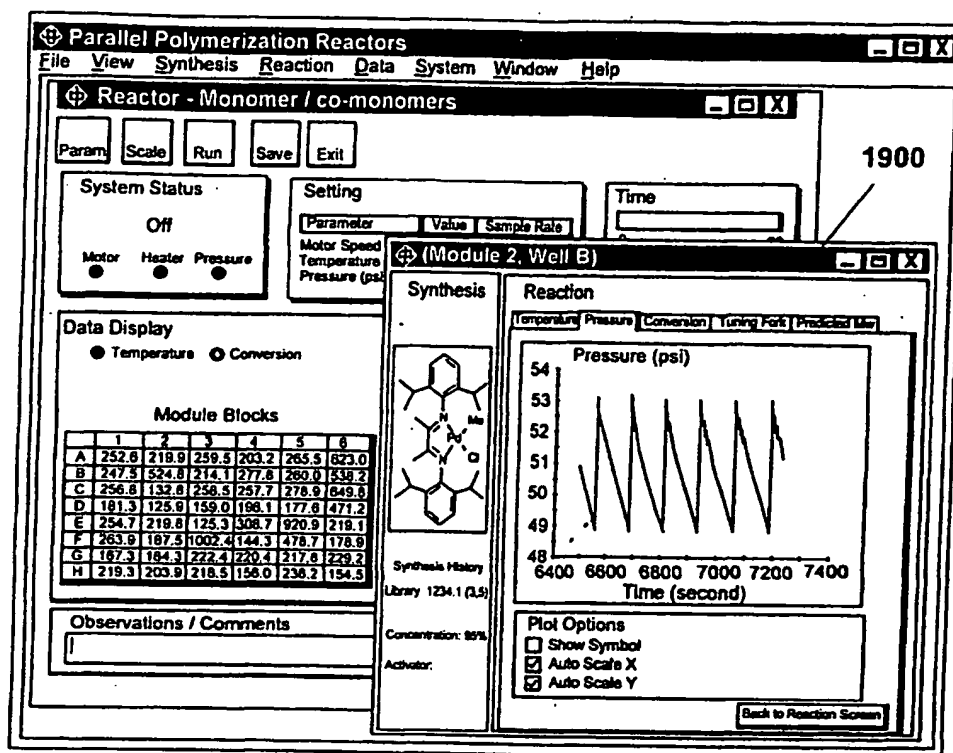 Parallel Polymerization Reactors
File View Synthesis Reaction Data System Window Help
Reactor - Monomer / co-monomers
Param Scale Run Save Exit
1900
System Status
Off
Motor Heater Pressure
Setting
Parameter Value Sample Rate
Motor Speed
Temperature
Pressure (psi
Time
0
(Module 2, Well B)
Data Display
Temperature Conversion
Module Blocks
1 2 3 4 5 6
A 252.6 219.9 259.5 203.2 265.5 623.0
B 247.5 524.8 214.1 277.8 260.0 538.2
C 256.8 132.6 258.5 257.7 278.9 649.8
D 181.3 125.9 159.0 198.1 177.6 471.2
E 254.7 219.8 125.3 308.7 920.9 219.1
F 263.9 187.5 1002.4 144.3 478.7 178.9
G 167.3 164.3 222.4 220.4 217.8 229.2
H 219.3 203.9 218.5 156.0 236.2 154.5
Observations / Comments
Synthesis
N Me
Pd
N Cl
Synthesis History
Library 1234.1 (3,5)
Concentration: 95%
Activator:
Reaction
Temperature Pressure Conversion Tuning Fork Predicted Mw
Pressure (psi)
54
53
52
51
50
49
48
6400 6600 6800 7000 7200 7400
Time (second)
Plot Options
Show Symbol
Auto Scale X
Auto Scale Y
Back to Reaction Screen